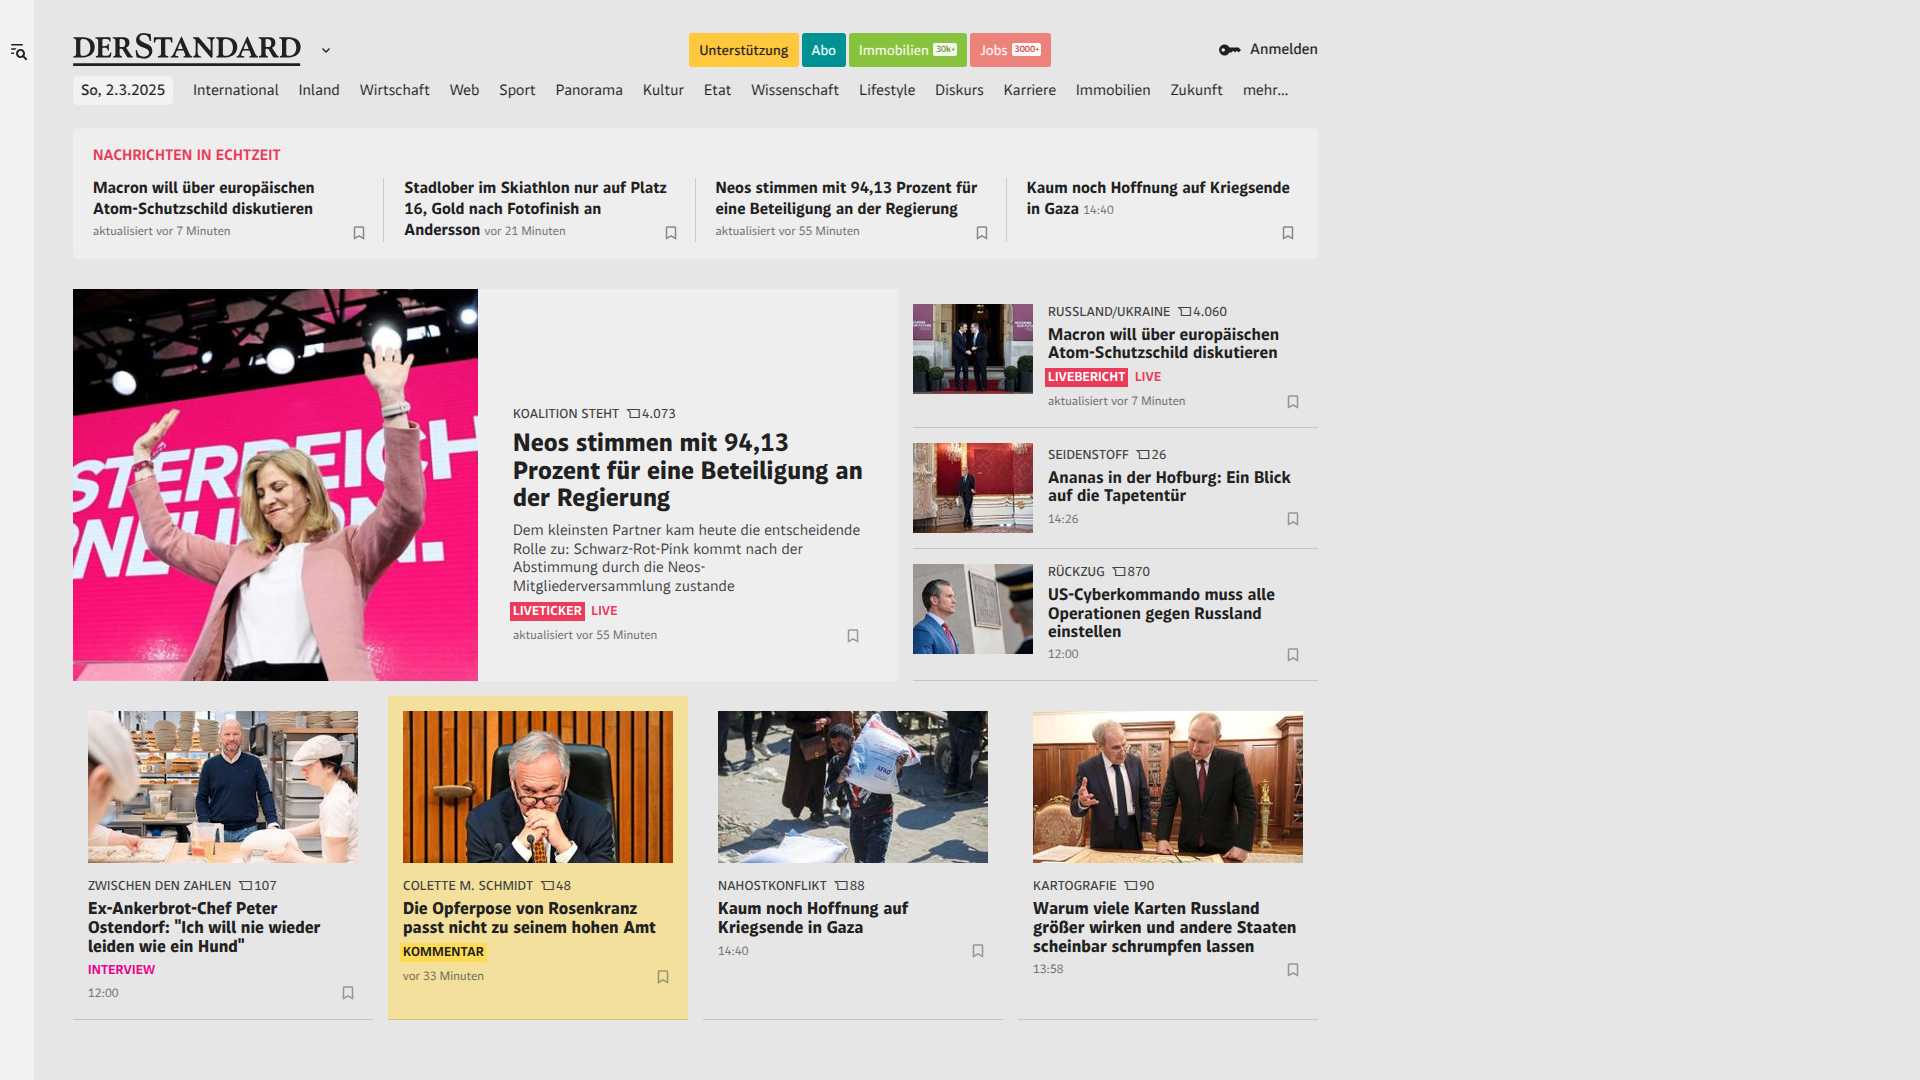 DERSTANDARD
Unterstützung
Abo
Immobilien 30k+
Jobs 3000+
Anmelden
So, 2.3.2025
International
Inland
Wirtschaft
Web
Sport
Panorama
Kultur
Etat
Wissenschaft
Lifestyle
Diskurs
Karriere
Immobilien
Zukunft
mehr...
NACHRICHTEN IN ECHTZEIT
Macron will über europäischen
Atom-Schutzschild diskutieren
aktualisiert vor 7 Minuten
Stadlober im Skiathlon nur auf Platz
16, Gold nach Fotofinish an
Andersson vor 21 Minuten
Neos stimmen mit 94,13 Prozent für
eine Beteiligung an der Regierung
aktualisiert vor 55 Minuten
Kaum noch Hoffnung auf Kriegsende
in Gaza 14:40
KOALITION STEHT 4.073
Neos stimmen mit 94,13
Prozent für eine Beteiligung an
der Regierung
Dem kleinsten Partner kam heute die entscheidende
Rolle zu: Schwarz-Rot-Pink kommt nach der
Abstimmung durch die Neos-
Mitgliederversammlung zustande
LIVETICKER LIVE
aktualisiert vor 55 Minuten
RUSSLAND/UKRAINE 4.060
Macron will über europäischen
Atom-Schutzschild diskutieren
LIVEBERICHT LIVE
aktualisiert vor 7 Minuten
SEIDENSTOFF 26
Ananas in der Hofburg: Ein Blick
auf die Tapetentür
14:26
RÜCKZUG 870
US-Cyberkommando muss alle
Operationen gegen Russland
einstellen
12:00
ZWISCHEN DEN ZAHLEN 107
Ex-Ankerbrot-Chef Peter
Ostendorf: "Ich will nie wieder
leiden wie ein Hund"
INTERVIEW
12:00
COLETTE M. SCHMIDT 48
Die Opferpose von Rosenkranz
passt nicht zu seinem hohen Amt
KOMMENTAR
vor 33 Minuten
NAHOSTKONFLIKT 88
Kaum noch Hoffnung auf
Kriegsende in Gaza
14:40
KARTOGRAFIE 90
Warum viele Karten Russland
größer wirken und andere Staaten
scheinbar schrumpfen lassen
13:58